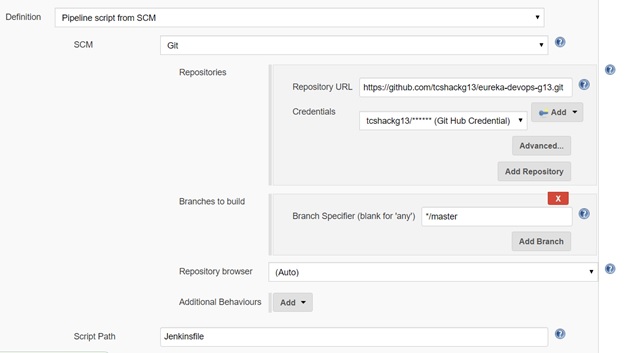 Definition
Pipeline script from SCM
SCM
Git
Repositories
Repository URL
https://github.com/tcshackg13/eureka-devops-g13.git
Credentials
tcshackg13/****** (Git Hub Credential)
Add
Advanced...
Add Repository
Branches to build
X
Branch Specifier (blank for 'any')
*/master
Add Branch
Repository browser
(Auto)
Additional Behaviours
Add
Script Path
Jenkinsfile